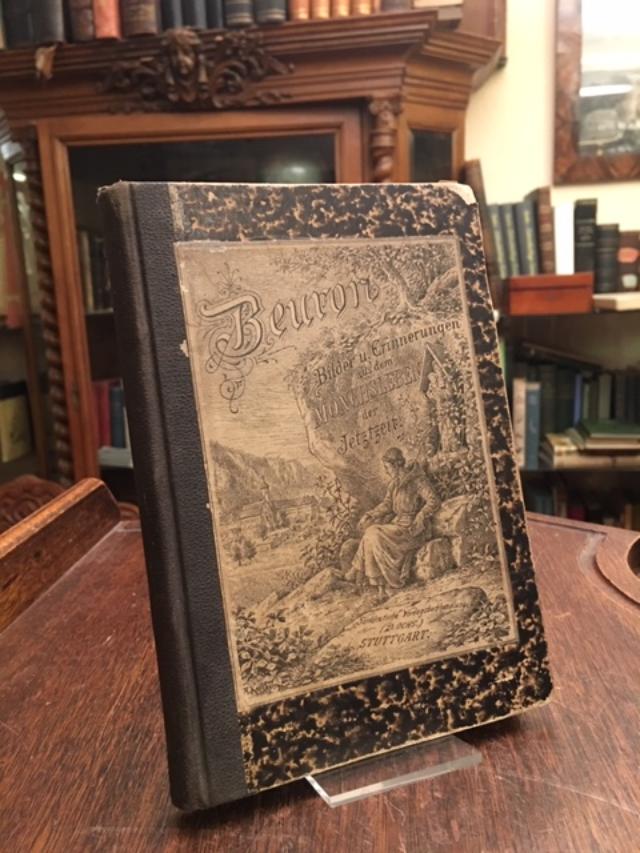 Beuron
Bilder u. Erinnerungen
aus dem
MÖNCHSLEBEN
der
Jetztzeit.
STUTTGART.